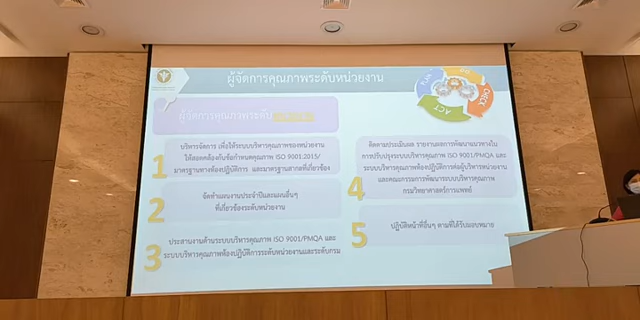 ผู้จัดการคุณภาพระดับหน่วยงาน
PLAN
CHECK
ACT
ผู้จัดการคุณภาพระดับ
1
บริหารจัดการ เพื่อให้ระบบบริหารคุณภาพของหน่วยงาน
ให้สอดคล้องกับข้อกำหนดคุณภาพ ISO 9001:2015/
มาตรฐานทางห้องปฏิบัติการ และมาตรฐานสากลที่เกี่ยวข้อง
2
จัดทำแผนงานประจำปีและแผนอื่นๆ
ที่เกี่ยวข้องระดับหน่วยงาน
3
ประสานงานด้านระบบบริหารคุณภาพ ISO 9001/PMQA และ
ระบบบริหารคุณภาพห้องปฏิบัติการระดับหน่วยงานและระดับกรม
4
ติดตามประเมินผล รายงานผลการพัฒนาแนวทางใน
การปรับปรุงระบบบริหารคุณภาพ ISO 9001/PMQA และ
ระบบบริหารคุณภาพห้องปฏิบัติการต่อผู้บริหารหน่วยงาน
และคณะกรรมการพัฒนาระบบบริหารคุณภาพ
กรมวิทยาศาสตร์การแพทย์
5
ปฏิบัติหน้าที่อื่นๆ ตามที่ได้รับมอบหมาย